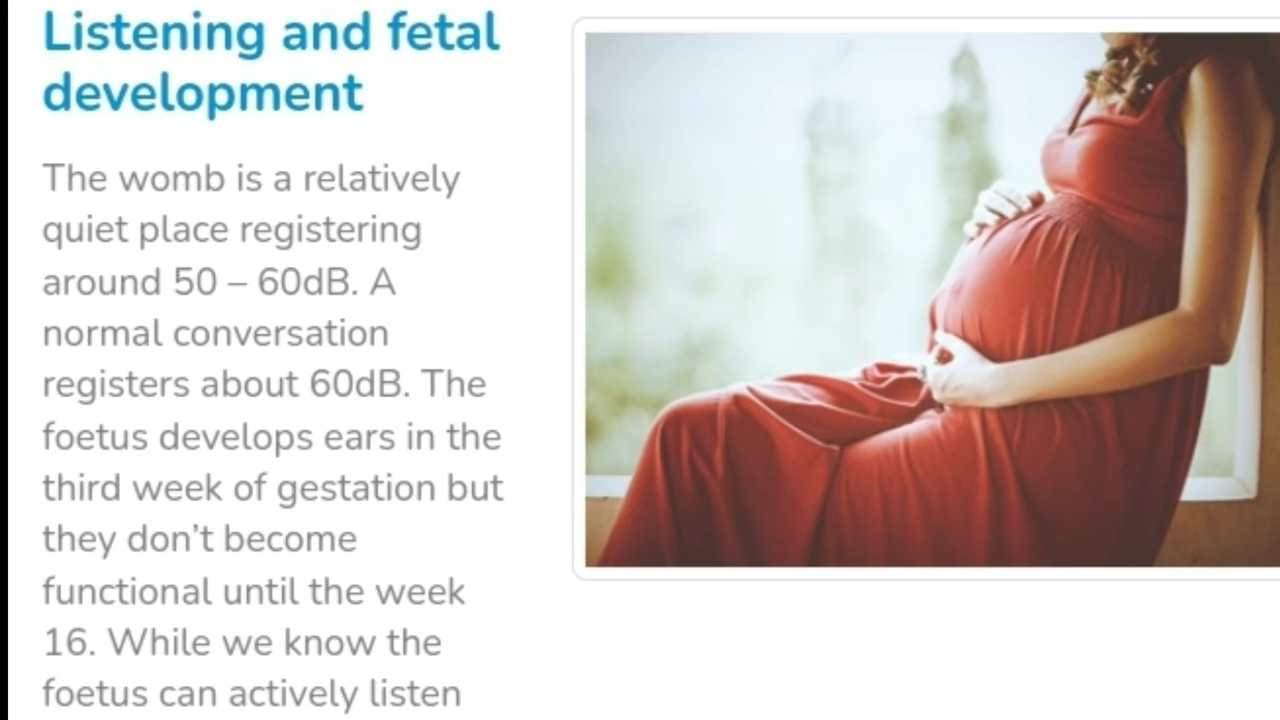 Listening and fetal
development
The womb is a relatively
quiet place registering
around 50 – 60dB. A
normal conversation
registers about 60dB. The
foetus develops ears in the
third week of gestation but
they don’t become
functional until the week
16. While we know the
foetus can actively listen